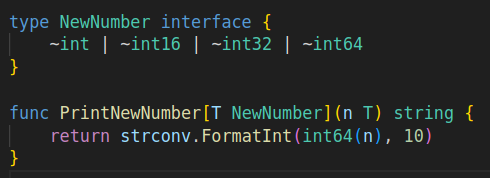 type NewNumber interface {
    ~int | ~int16 | ~int32 | ~int64
}
func PrintNewNumber[T NewNumber](n T) string {
    return strconv.FormatInt(int64(n), 10)
}